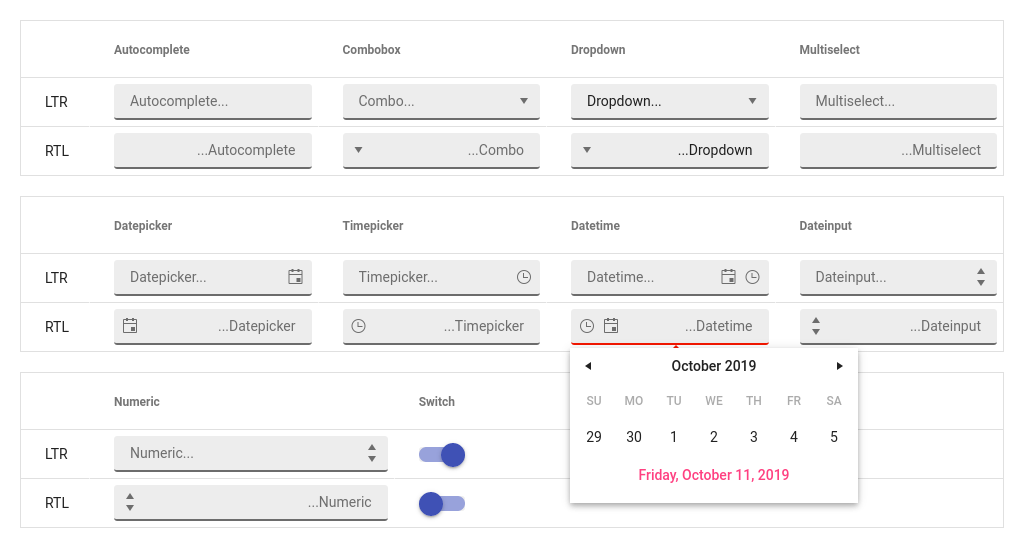 Autocomplete Combobox Dropdown Multiselect
LTR Autocomplete... Combo... Dropdown... Multiselect...
RTL ...Autocomplete ...Combo ...Dropdown ...Multiselect
Datepicker Timepicker Datetime Dateinput
LTR Datepicker... Timepicker... Datetime... Dateinput...
RTL ...Datepicker ...Timepicker ...Datetime ...Dateinput
Numeric Switch
LTR Numeric...
RTL ...Numeric
October 2019
SU MO TU WE TH FR SA
29 30 1 2 3 4 5
Friday, October 11, 2019